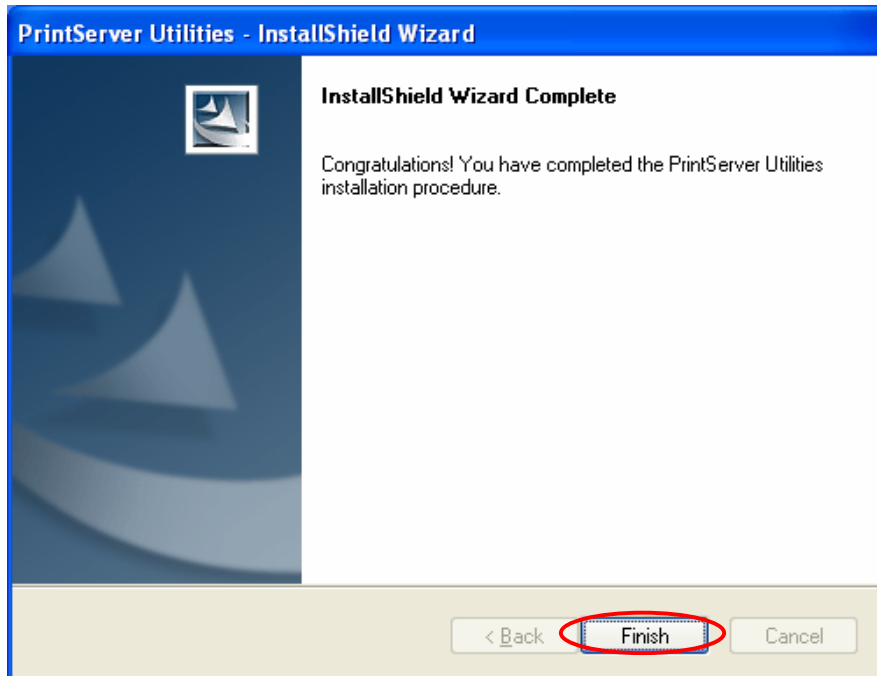 PrintServer Utilities - InstallShield Wizard
InstallShield Wizard Complete
Congratulations! You have completed the PrintServer Utilities
installation procedure.
< Back
Finish
Cancel